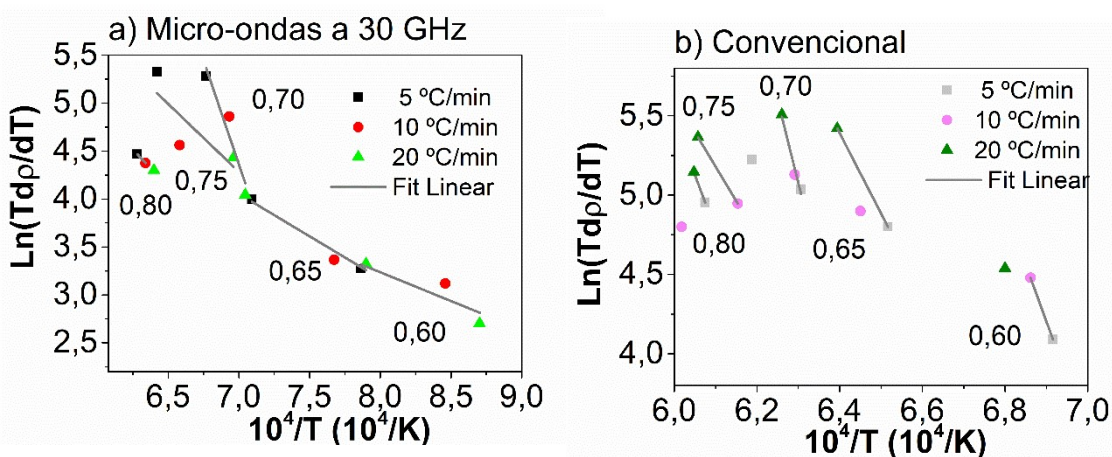 a) Micro-ondas a 30 GHz
5,5
5,0
4,5
4,0
3,5
3,0
2,5
Ln(Tdρ/dT)
0,70
0,75
0,80
0,65
0,60
5 ºC/min
10 ºC/min
20 ºC/min
Fit Linear
6,5 7,0 7,5 8,0 8,5 9,0
10⁴/T (10⁴/K)
b) Convencional
5,5
5,0
4,5
4,0
Ln(Tdρ/dT)
0,75
0,70
0,80
0,65
0,60
5 ºC/min
10 ºC/min
20 ºC/min
Fit Linear
6,0 6,2 6,4 6,6 6,8 7,0
10⁴/T (10⁴/K)